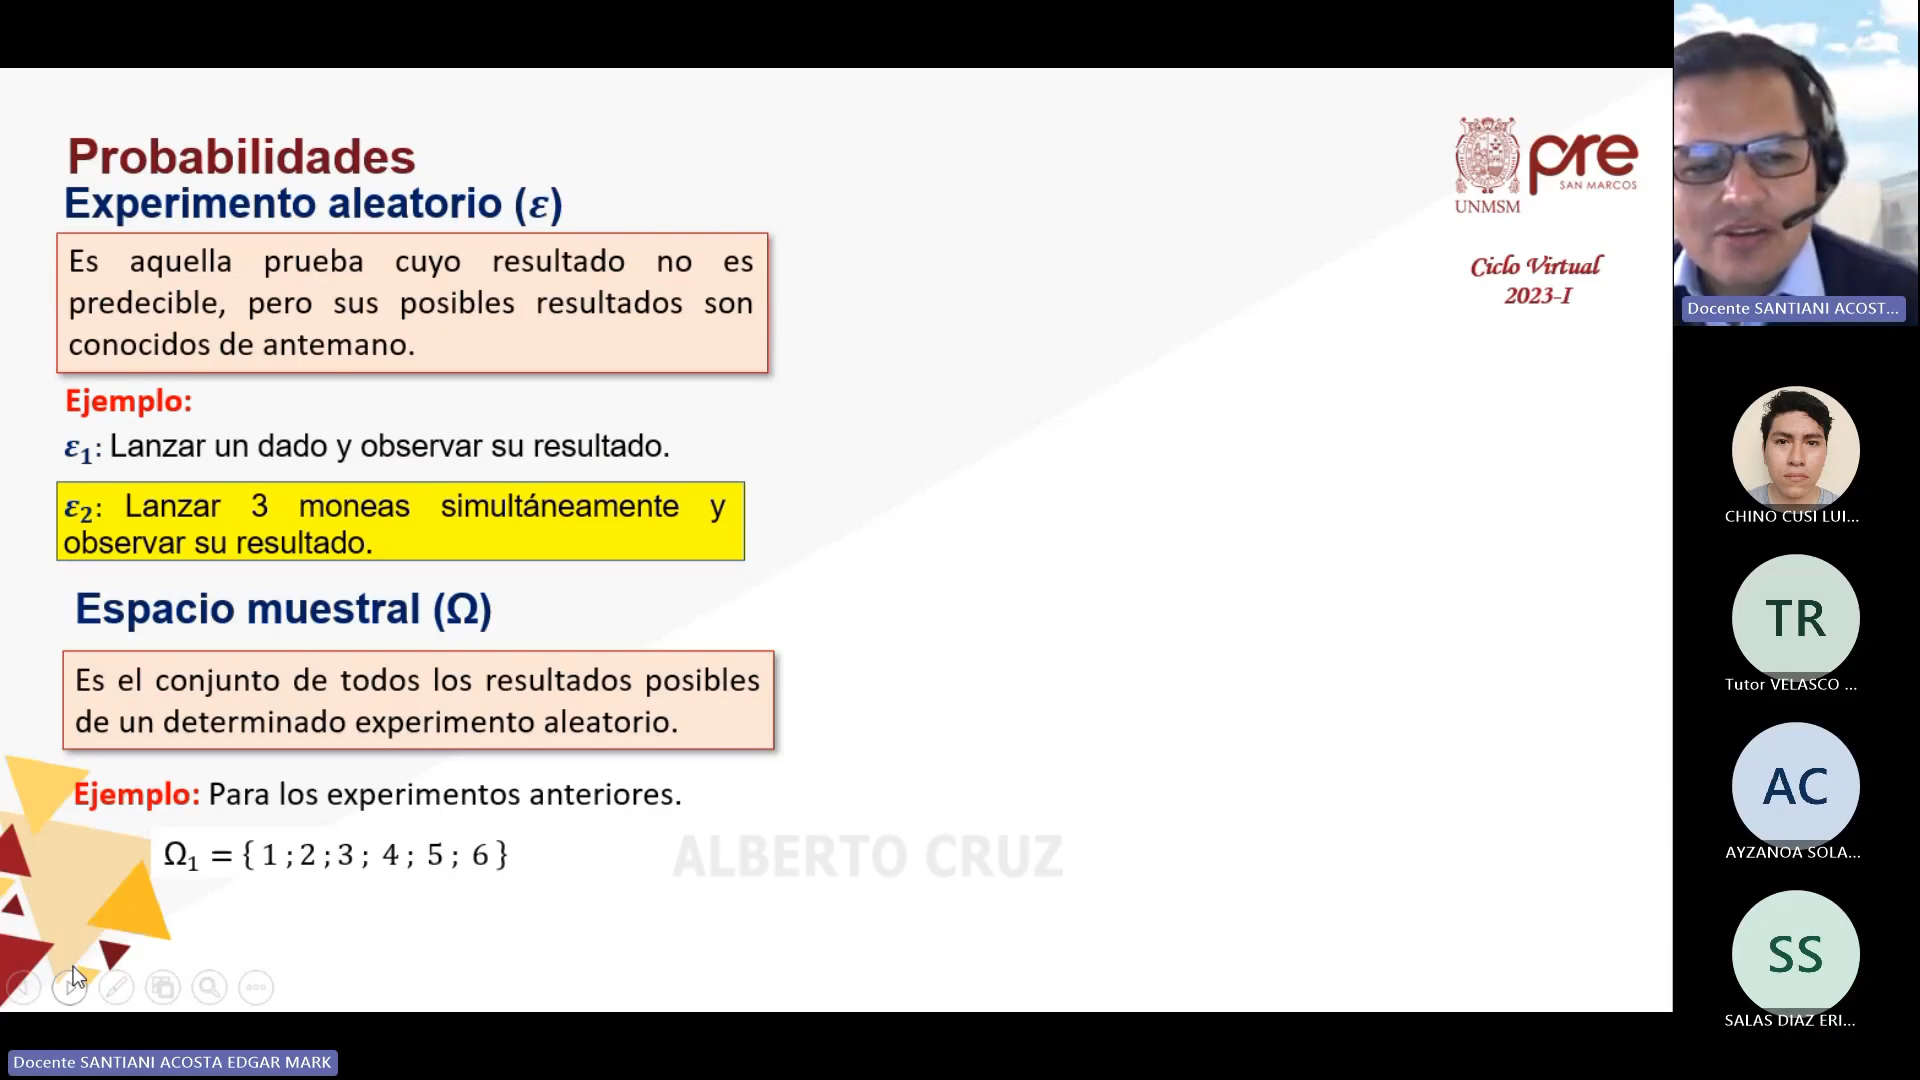 Probabilidades
Experimento aleatorio (ε)
Es aquella prueba cuyo resultado no es
predecible, pero sus posibles resultados son
conocidos de antemano.
Ejemplo:
ε₁: Lanzar un dado y observar su resultado.
ε₂: Lanzar 3 moneas simultáneamente y
observar su resultado.
Espacio muestral (Ω)
Es el conjunto de todos los resultados posibles
de un determinado experimento aleatorio.
Ejemplo: Para los experimentos anteriores.
Ω₁ = { 1 ; 2 ; 3 ; 4 ; 5 ; 6 }
ALBERTO CRUZ
UNMSM
pre
SAN MARCOS
Ciclo Virtual
2023-I
Docente SANTIANI ACOST...
CHINO CUSI LUI...
TR
Tutor VELASCO ...
AC
AYZANOA SOLA...
SS
SALAS DIAZ ERI...
Docente SANTIANI ACOSTA EDGAR MARK